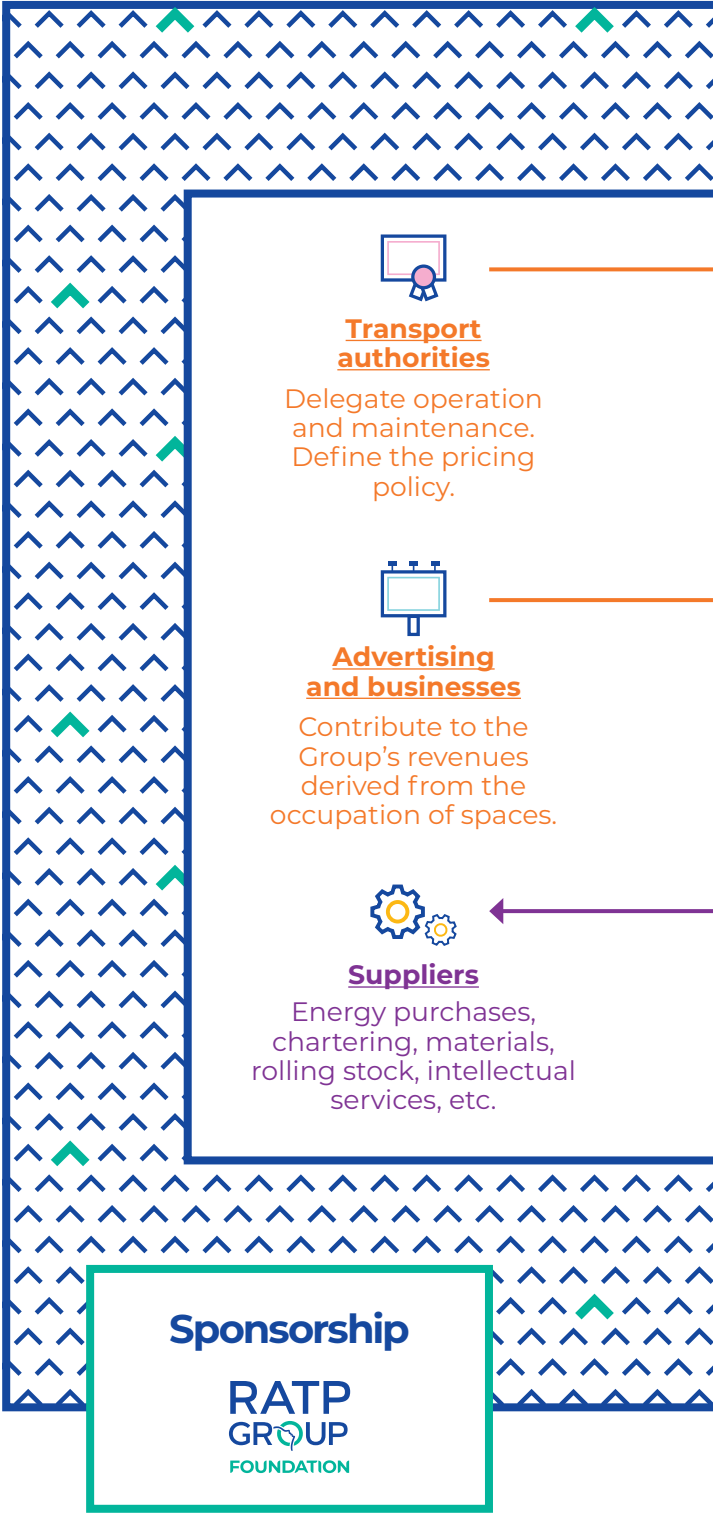 Transport
authorities
Delegate operation
and maintenance.
Define the pricing
policy.
Advertising
and businesses
Contribute to the
Group’s revenues
derived from the
occupation of spaces.
Suppliers
Energy purchases,
chartering, materials,
rolling stock, intellectual
services, etc.
Sponsorship
RATP
GROUP
FOUNDATION